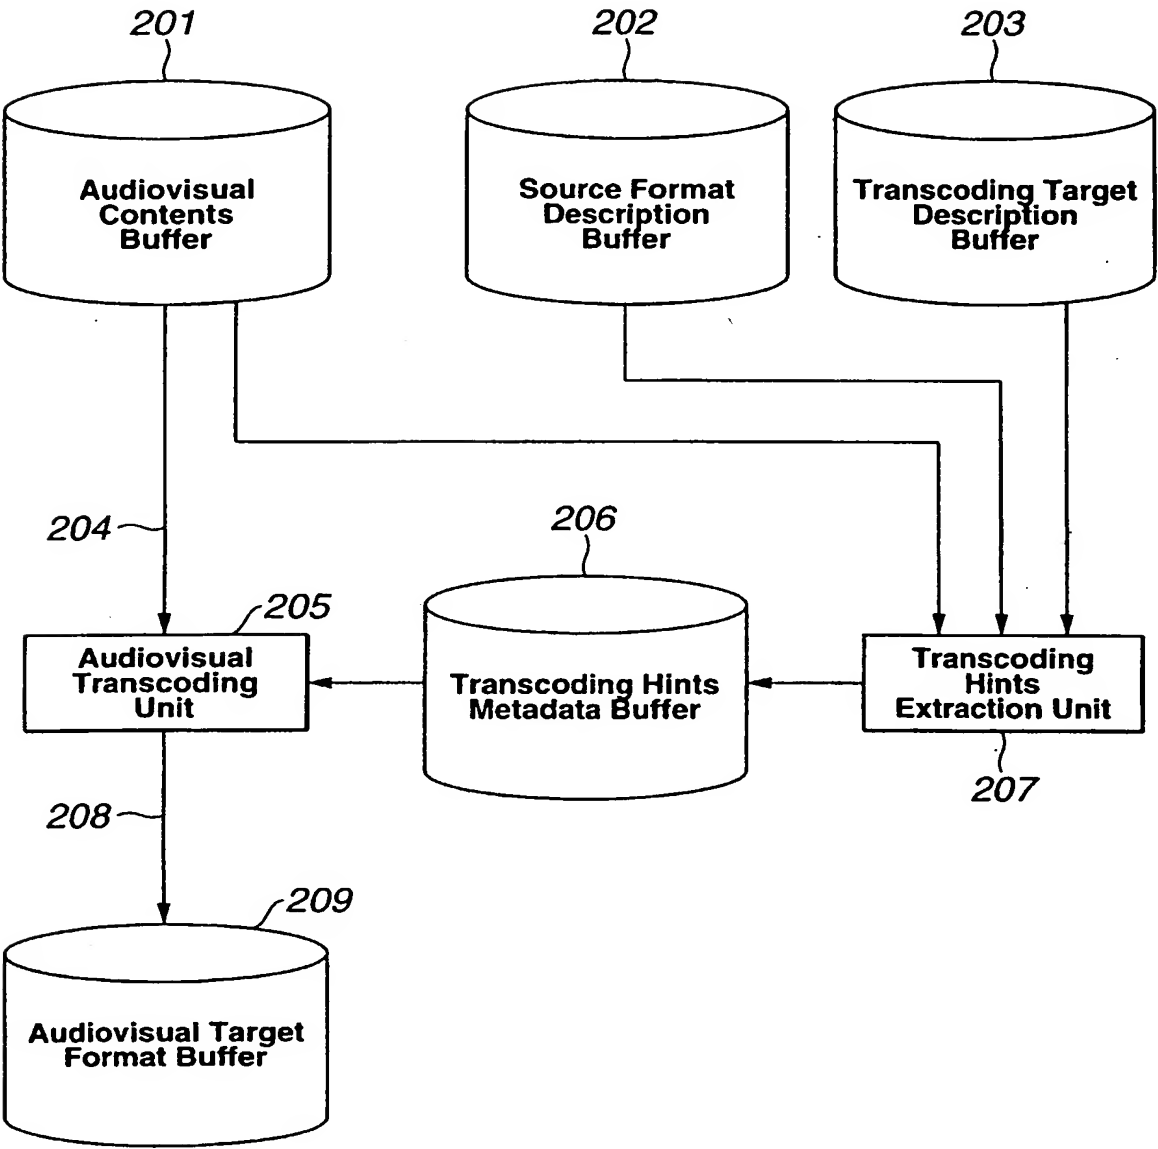 201
202
203
Audiovisual
Contents
Buffer
Source Format
Description
Buffer
Transcoding Target
Description
Buffer
204
206
205
Audiovisual
Transcoding
Unit
Transcoding Hints
Metadata Buffer
Transcoding
Hints
Extraction Unit
207
208
209
Audiovisual Target
Format Buffer